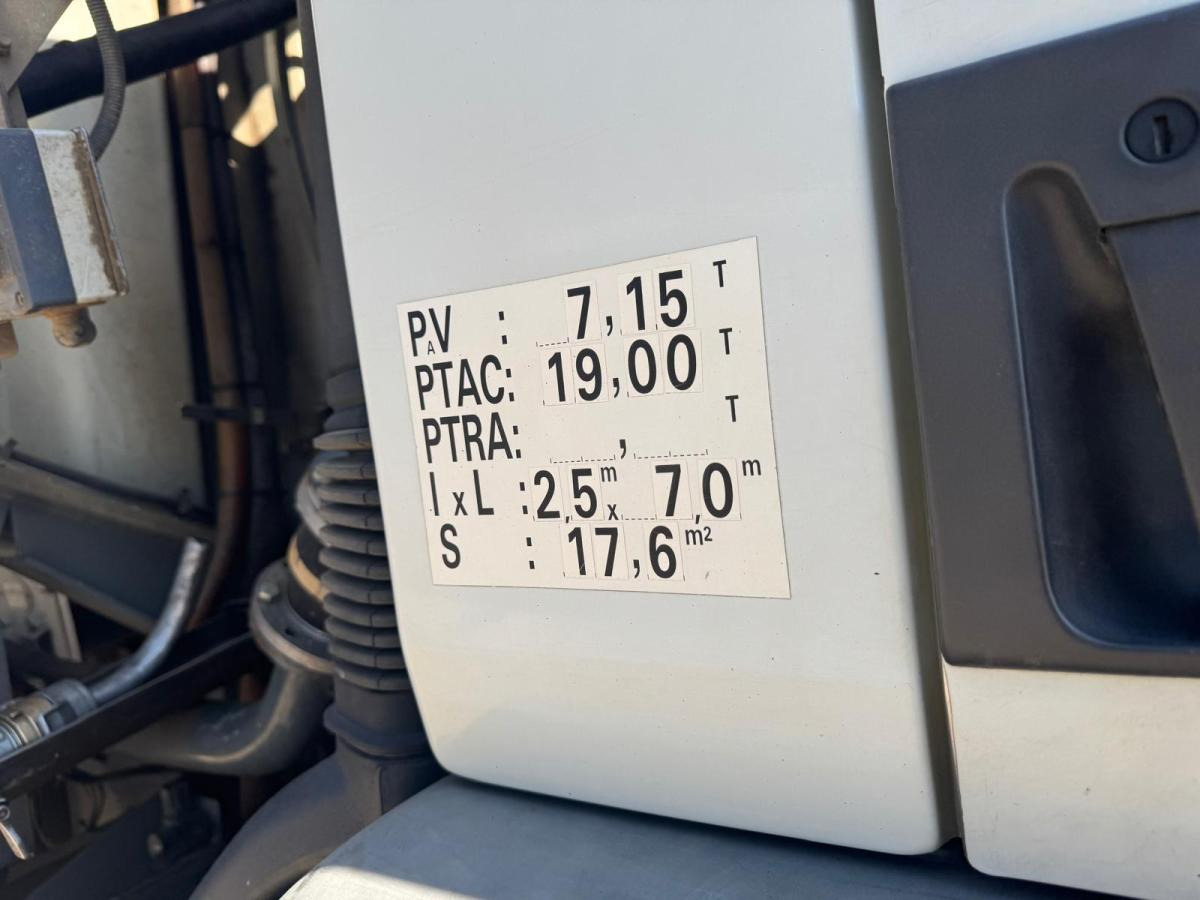 PAV : 7,15 T
PTAC: 19,00 T
PTRA: , T
l x L : 2,5 m x 7,0 m
S : 17,6 m²